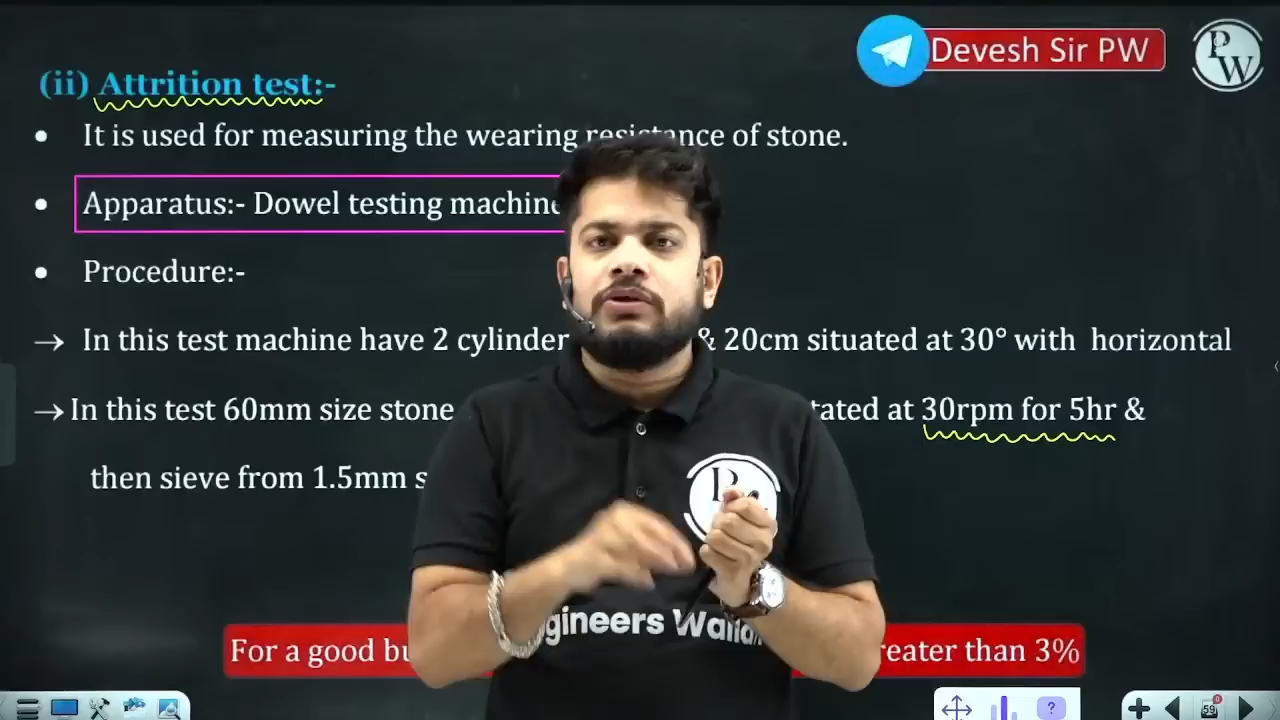 Devesh Sir PW
PW
(ii) Attrition test:-
• It is used for measuring the wearing resistance of stone.
• Apparatus:- Dowel testing machine
• Procedure:-
→ In this test machine have 2 cylinder & 20cm situated at 30° with horizontal
→ In this test 60mm size stone tated at 30rpm for 5hr &
then sieve from 1.5mm s
gineers Walla
For a good bu reater than 3%
59